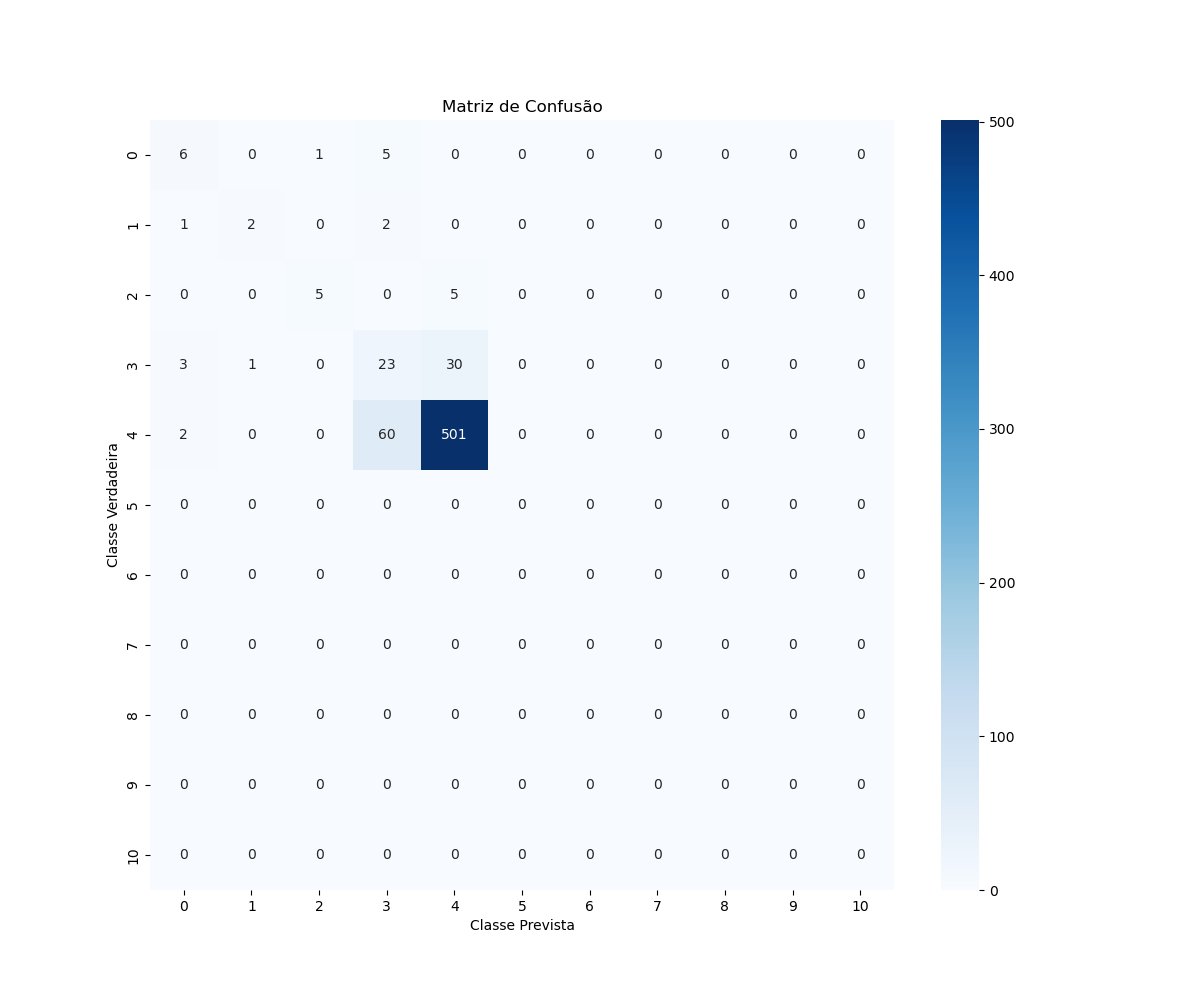 Matriz de Confusão
0 6 0 1 5 0 0 0 0 0 0 0
1 1 2 0 2 0 0 0 0 0 0 0
2 0 0 5 0 5 0 0 0 0 0 0
3 3 1 0 23 30 0 0 0 0 0 0
4 2 0 0 60 501 0 0 0 0 0 0
5 0 0 0 0 0 0 0 0 0 0 0
6 0 0 0 0 0 0 0 0 0 0 0
7 0 0 0 0 0 0 0 0 0 0 0
8 0 0 0 0 0 0 0 0 0 0 0
9 0 0 0 0 0 0 0 0 0 0 0
10 0 0 0 0 0 0 0 0 0 0 0
0 1 2 3 4 5 6 7 8 9 10
Classe Prevista
Classe Verdadeira
500
400
300
200
100
0